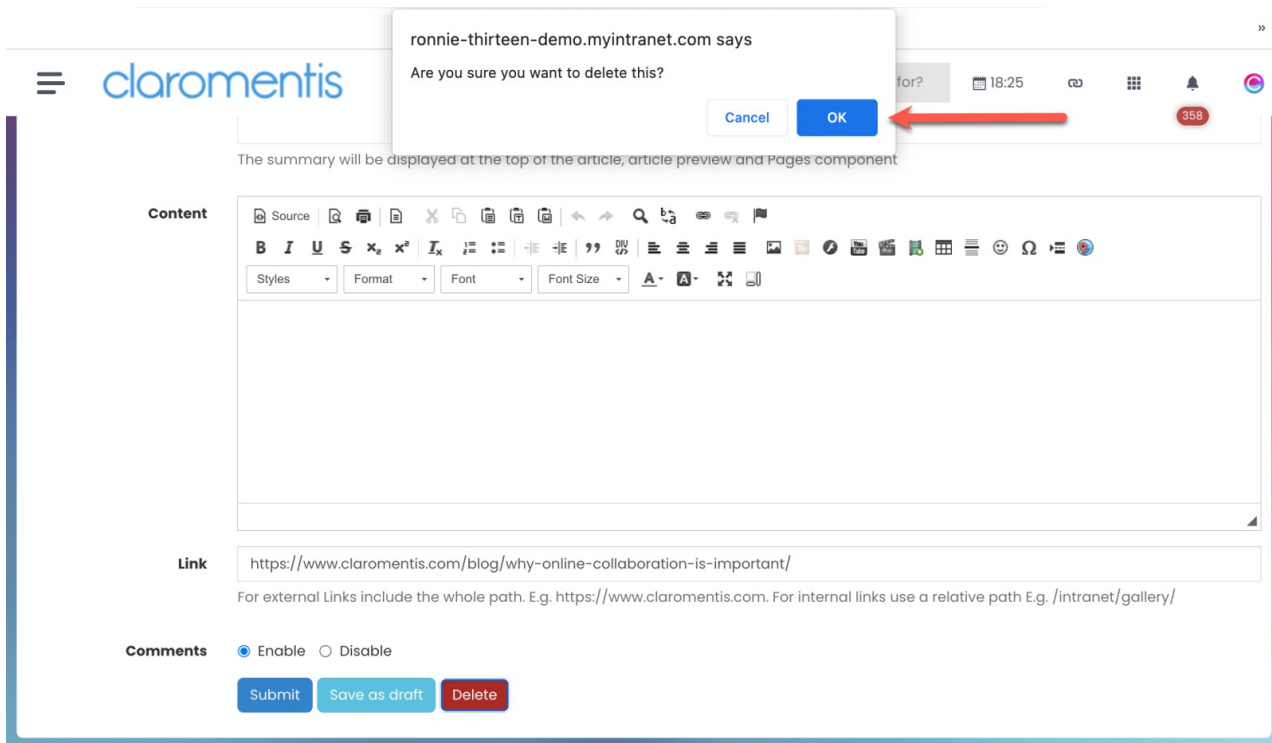 ronnie-thirteen-demo.myintranet.com says
Are you sure you want to delete this?
Cancel OK
»
claromentis
for? 18:25
358
The summary will be displayed at the top of the article, article preview and Pages component
Content
Source
B I U S x₂ x² Tx
Styles Format Font Font Size A A
Link https://www.claromentis.com/blog/why-online-collaboration-is-important/
For external Links include the whole path. E.g. https://www.claromentis.com. For internal links use a relative path E.g. /intranet/gallery/
Comments Enable Disable
Submit Save as draft Delete